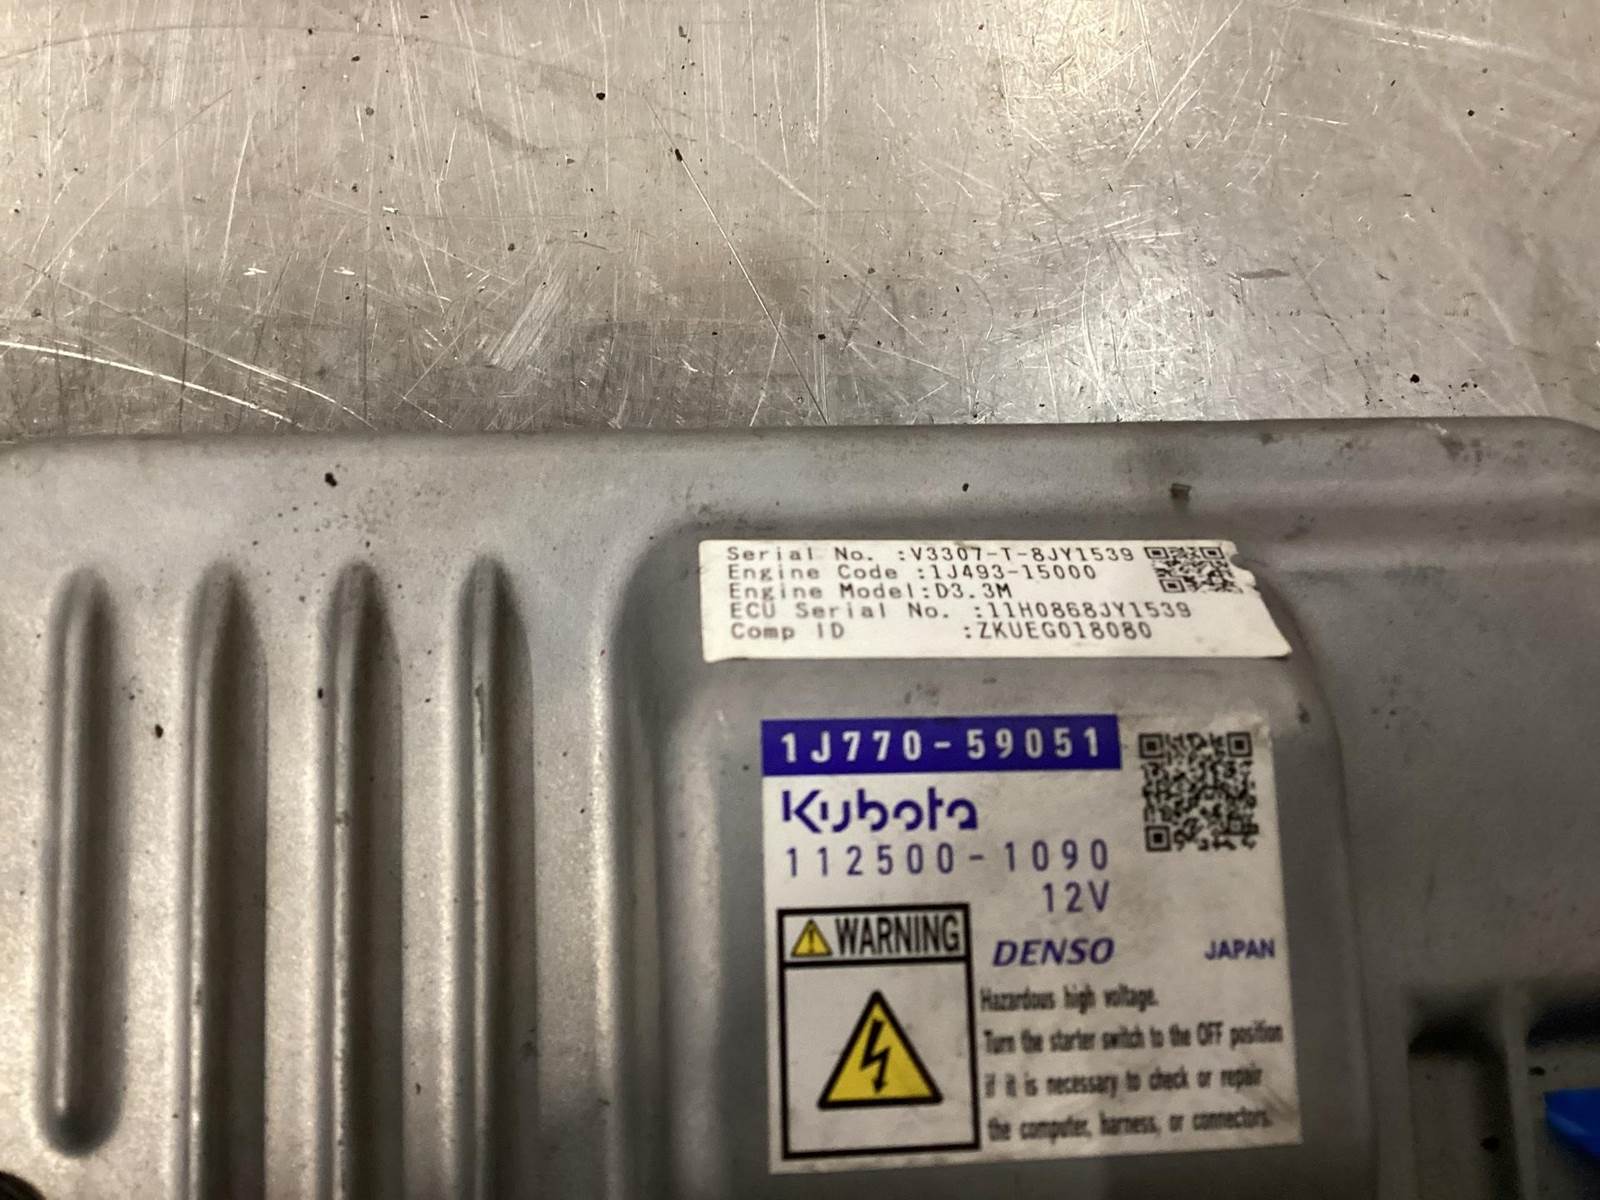 Serial No. :V3307-T-8JY1539
Engine Code :1J493-15000
Engine Model:D3.3M
ECU Serial No. :11H0868JY1539
Comp ID :ZKUEG018080
1J770-59051
Kubota
112500-1090
12V
WARNING
DENSO JAPAN
Hazardous high voltage.
Turn the starter switch to the OFF position
if it is necessary to check or repair
the computer, harness, or connectors.